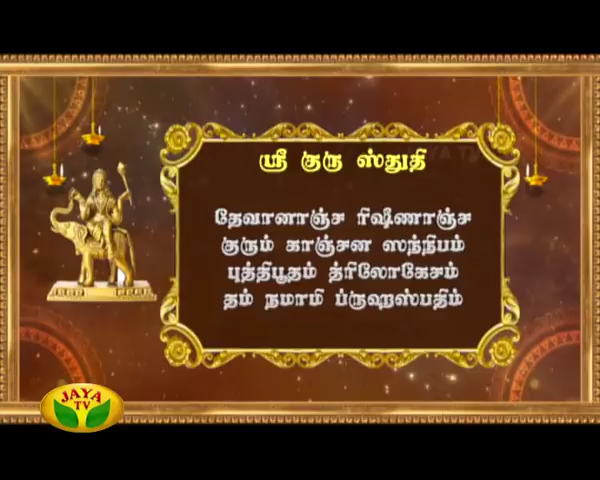 ஸ்ரீ குரு ஸ்துதி
தேவானாஞ்ச ரிஷீணாஞ்ச
குரும் காஞ்சன ஸந்நிபம்
புத்திபூதம் த்ரிலோகேசம்
தம் நமாமி ப்ருஹஸ்பதிம்
JAYA
TV